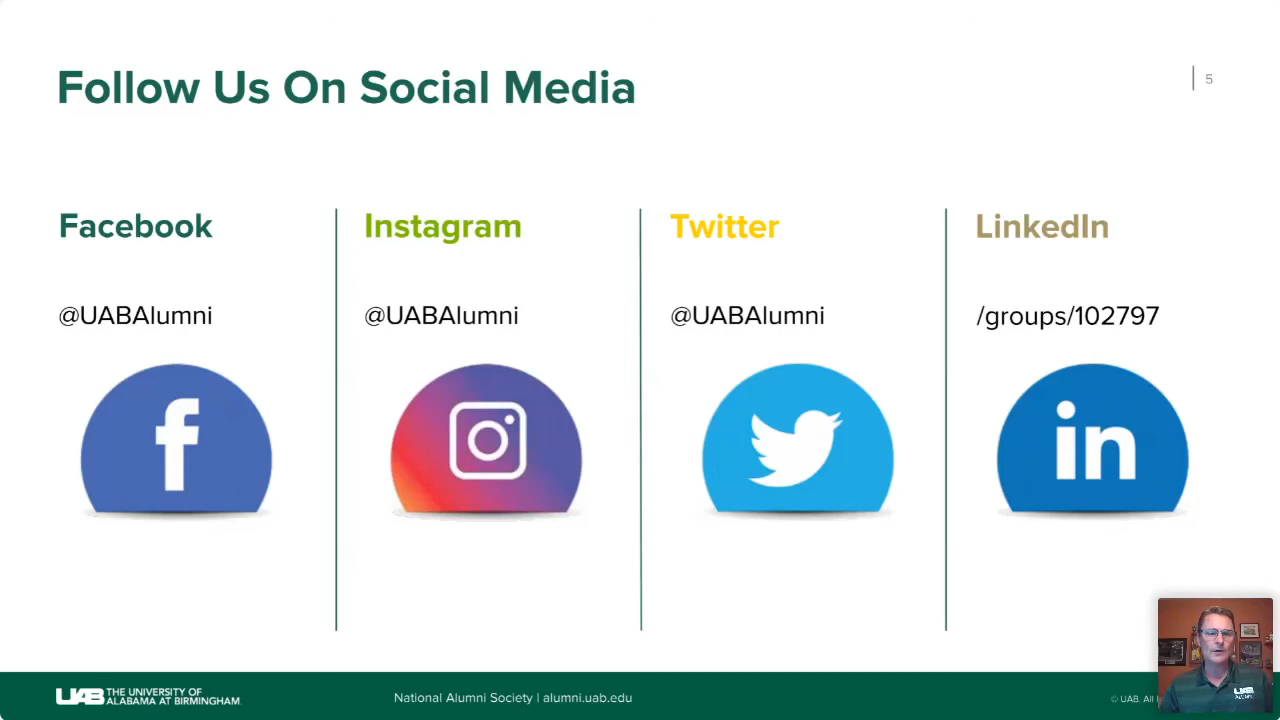 Follow Us On Social Media
5
Facebook
Instagram
Twitter
LinkedIn
@UABAlumni
@UABAlumni
@UABAlumni
/groups/102797
f
in
UAB THE UNIVERSITY OF
ALABAMA AT BIRMINGHAM
National Alumni Society | alumni.uab.edu
© UAB. All
UAB